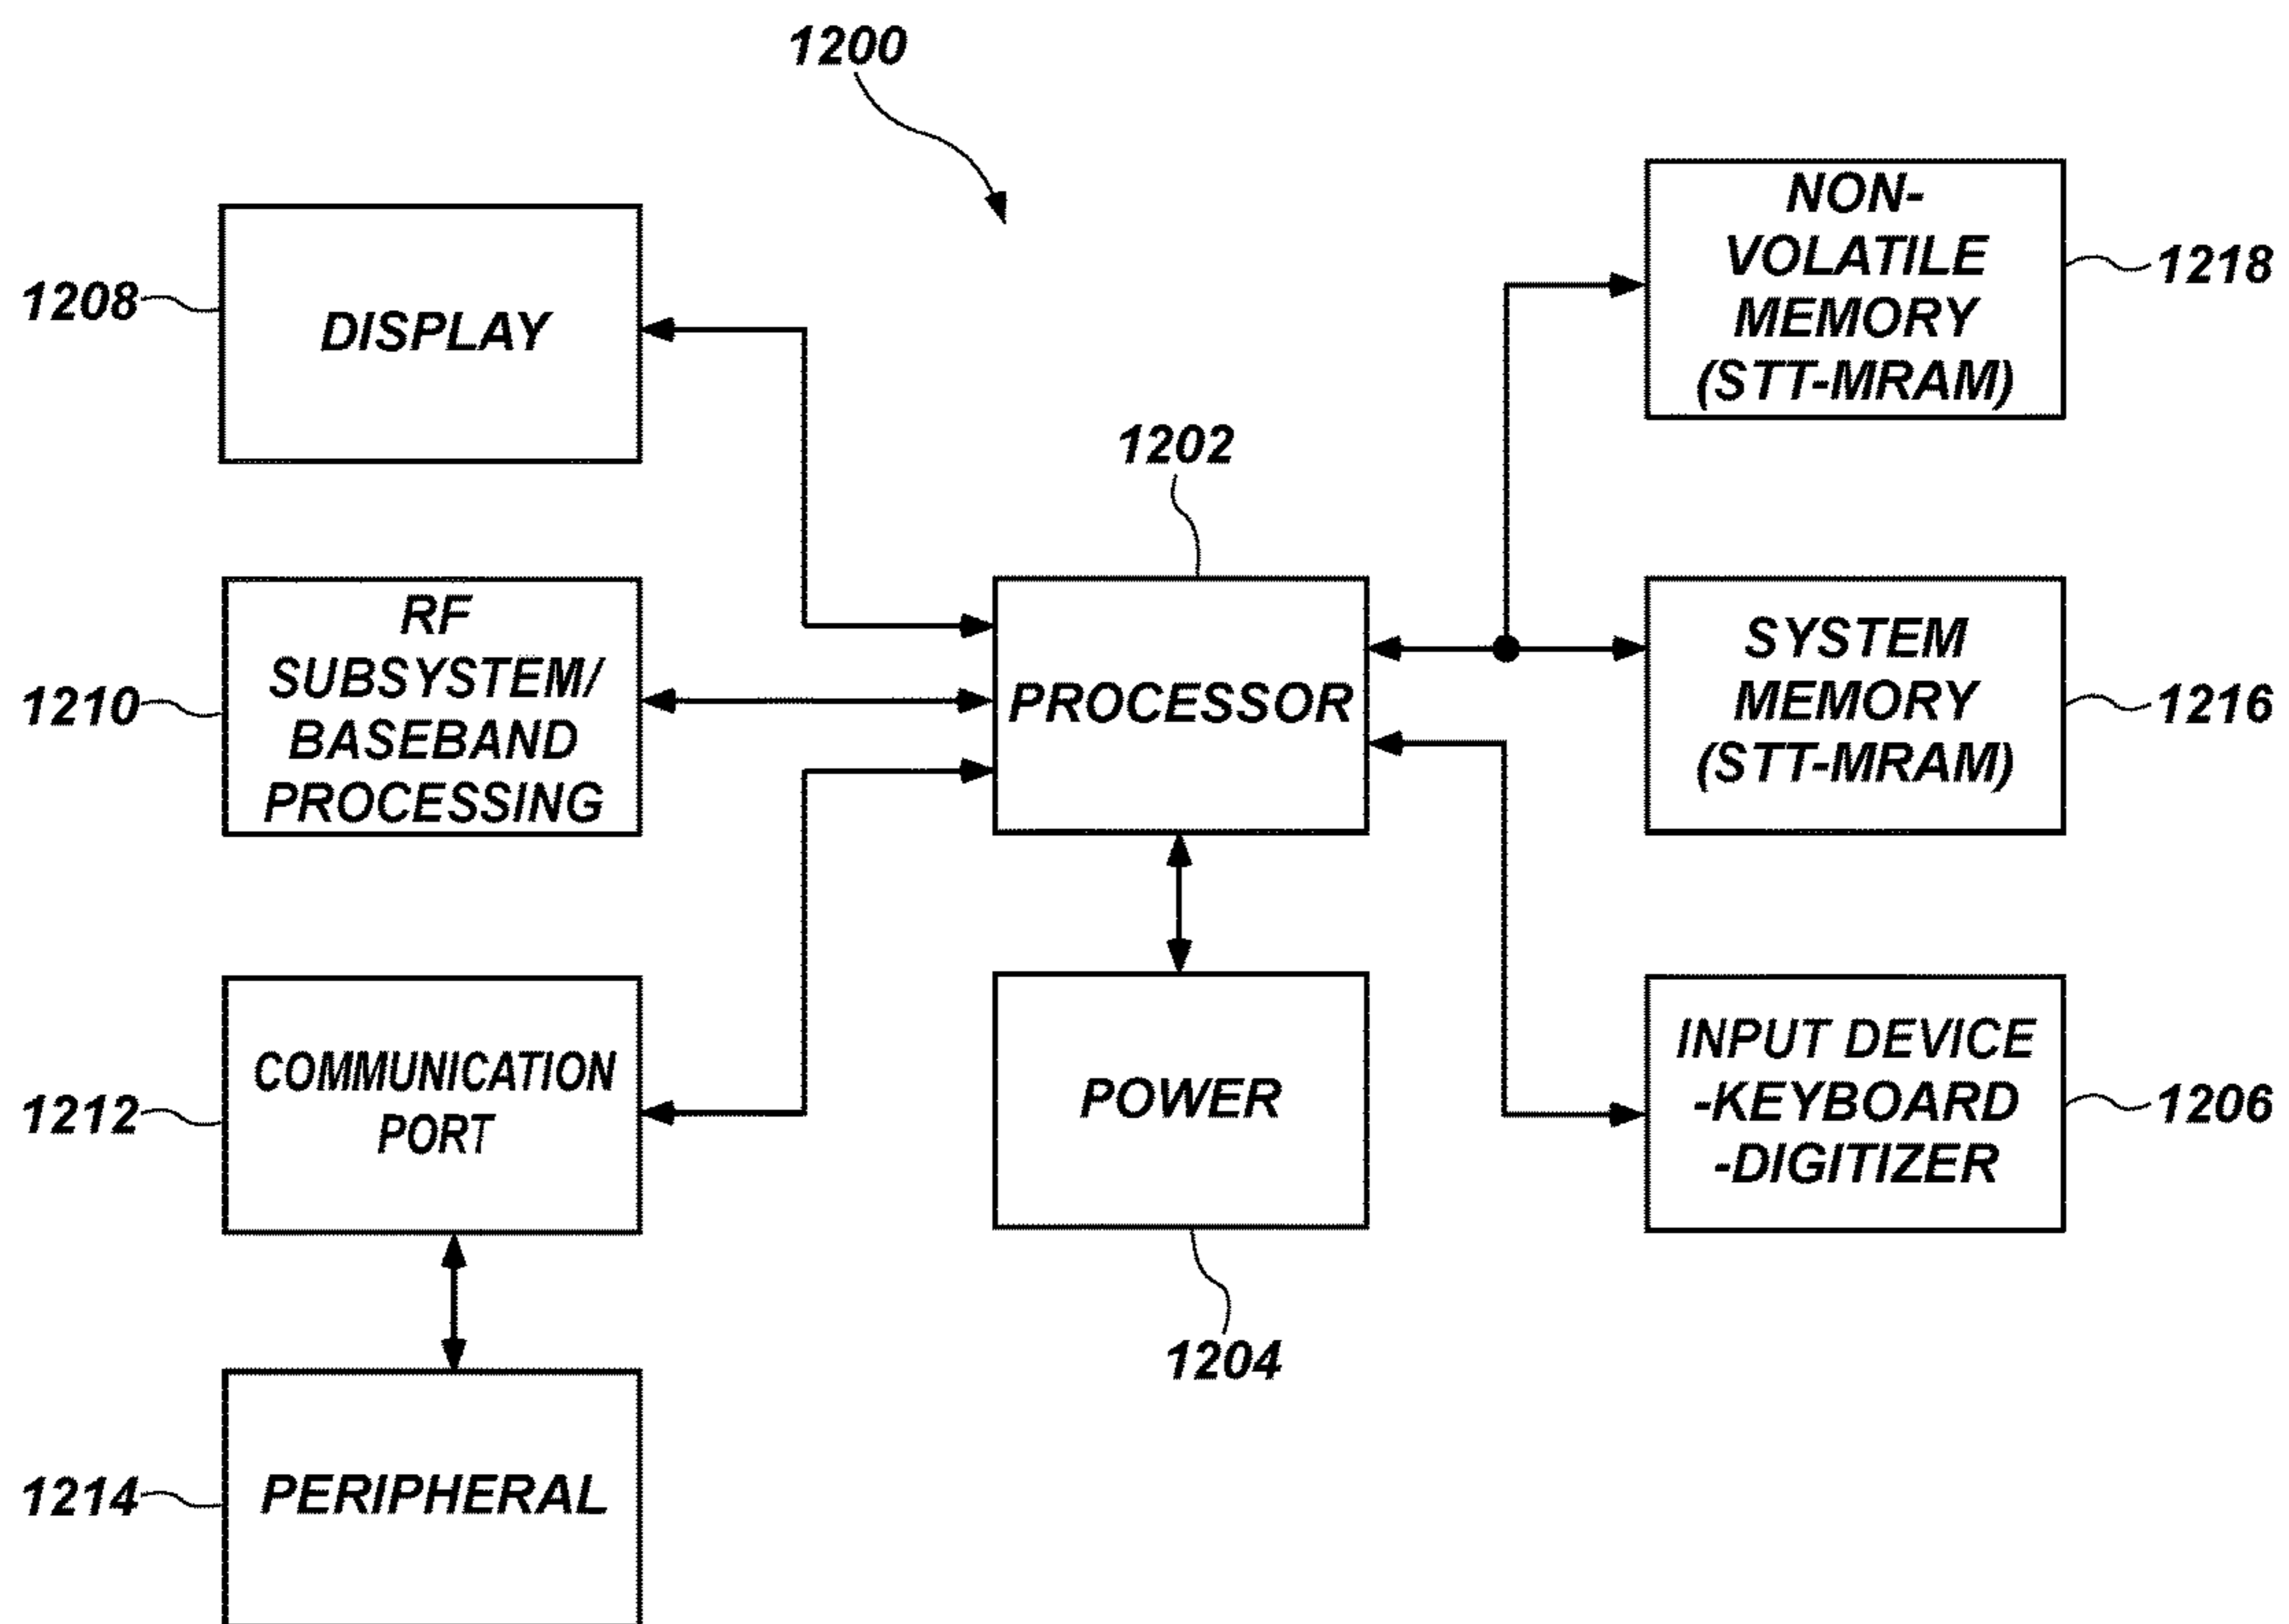 1200
1208
DISPLAY
NON-
VOLATILE
MEMORY
(STT-MRAM)
1218
1202
1210
RF
SUBSYSTEM/
BASEBAND
PROCESSING
PROCESSOR
SYSTEM
MEMORY
(STT-MRAM)
1216
1212
COMMUNICATION
PORT
POWER
1204
INPUT DEVICE
-KEYBOARD
-DIGITIZER
1206
1214
PERIPHERAL